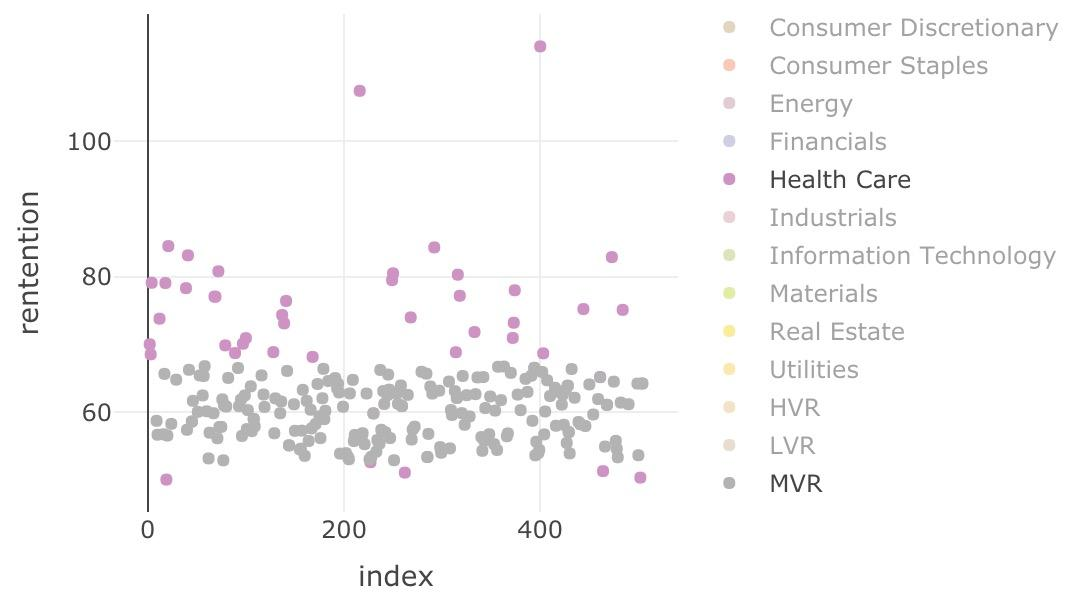 rentention
100
80
60
0 200 400
index
Consumer Discretionary
Consumer Staples
Energy
Financials
Health Care
Industrials
Information Technology
Materials
Real Estate
Utilities
HVR
LVR
MVR